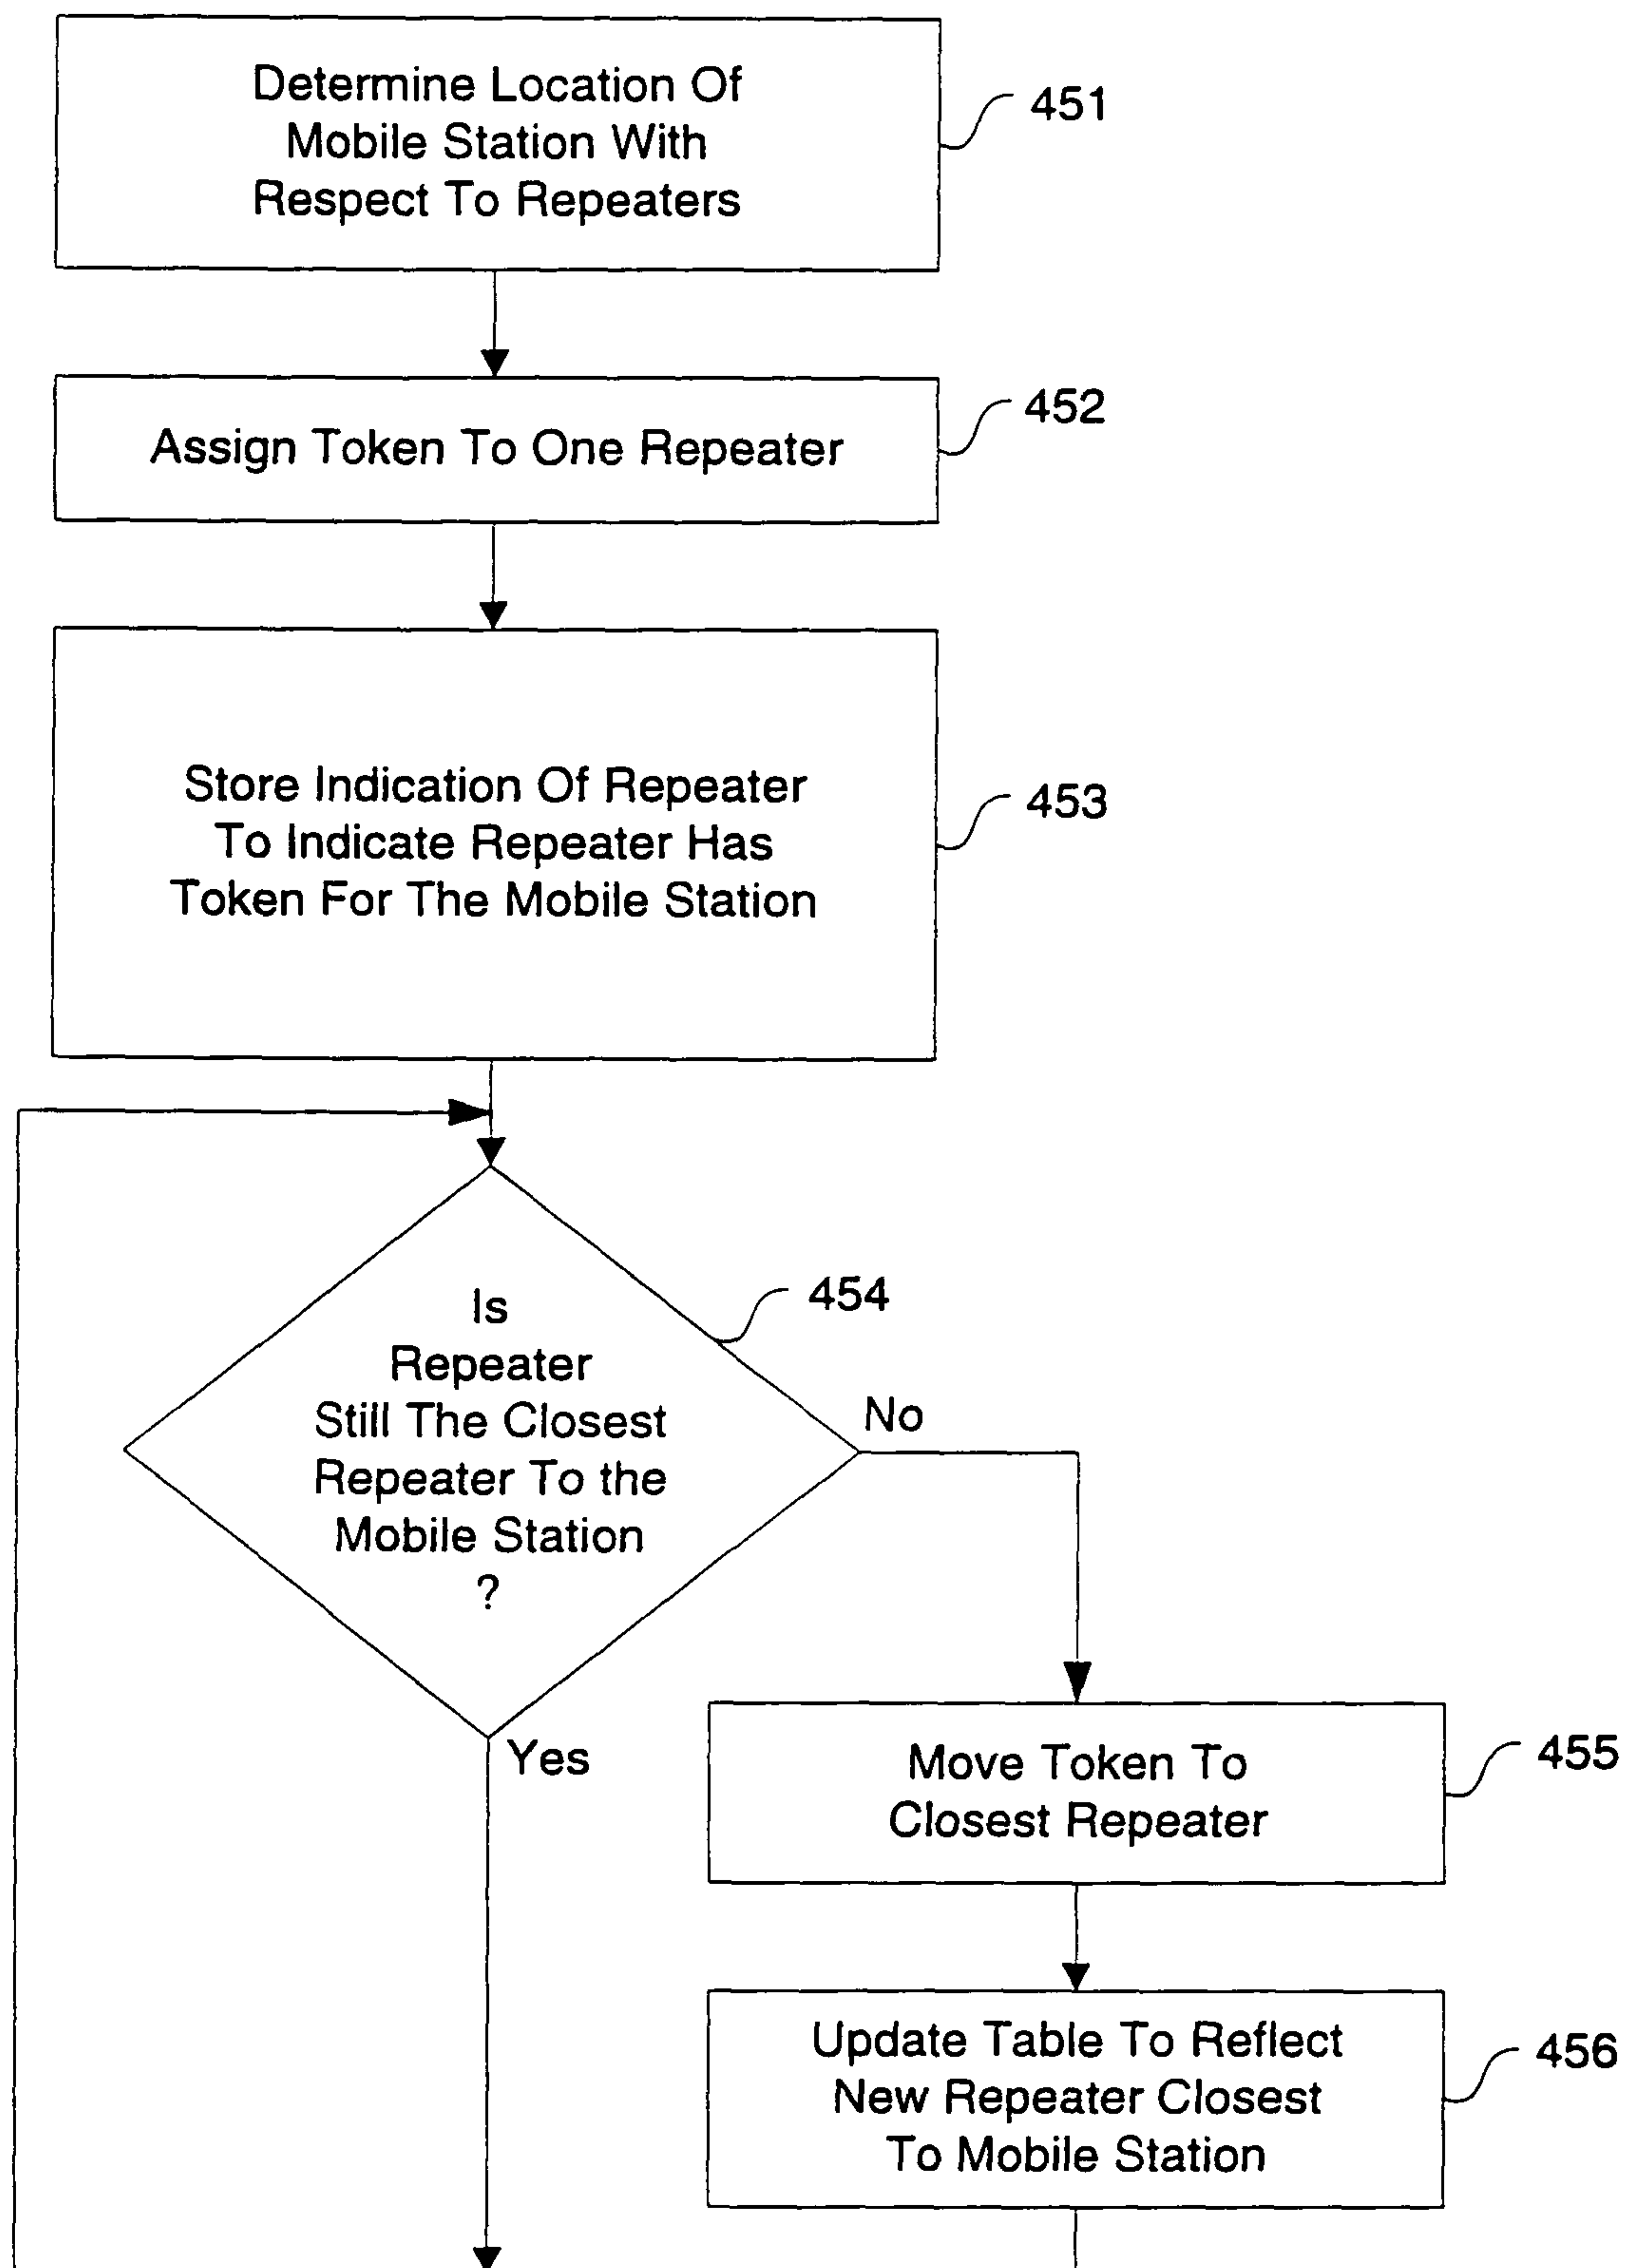 Determine Location Of
Mobile Station With
Respect To Repeaters
451
Assign Token To One Repeater
452
Store Indication Of Repeater
To Indicate Repeater Has
Token For The Mobile Station
453
Is
Repeater
Still The Closest
Repeater To the
Mobile Station
?
454
No
Yes
Move Token To
Closest Repeater
455
Update Table To Reflect
New Repeater Closest
To Mobile Station
456